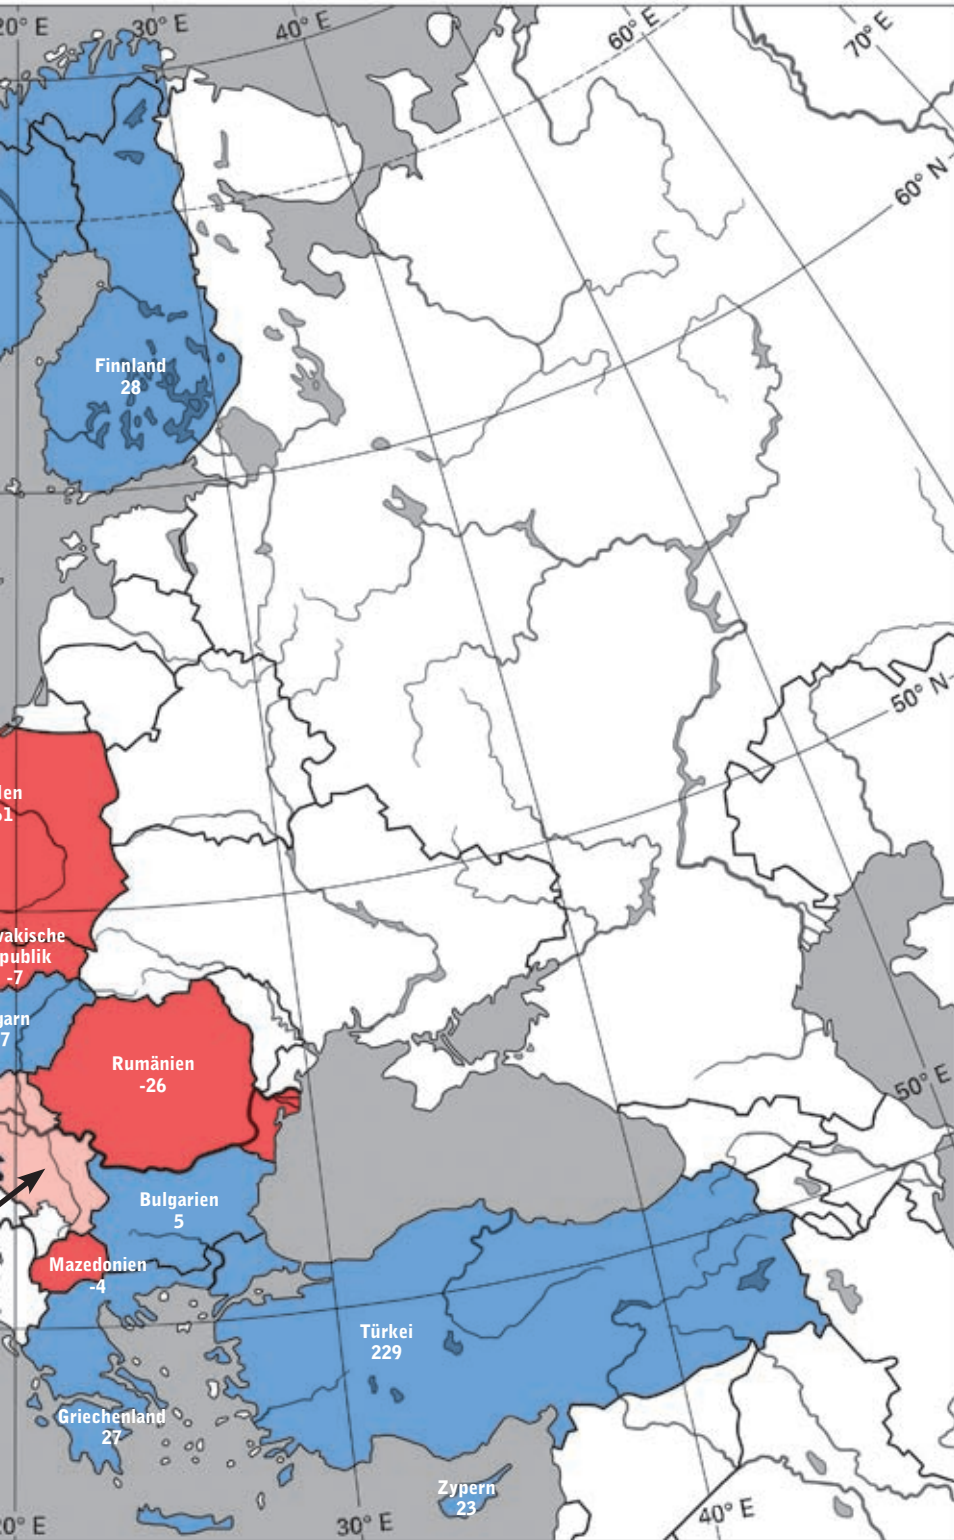 20° E
30° E
40° E
60° E
70° E
60° N
Finnland
28
50° N
len
61
vakische
publik
-7
garn
7
Rumänien
-26
50° E
Bulgarien
5
Mazedonien
-4
Türkei
229
Griechenland
27
Zypern
23
20° E
30° E
40° E